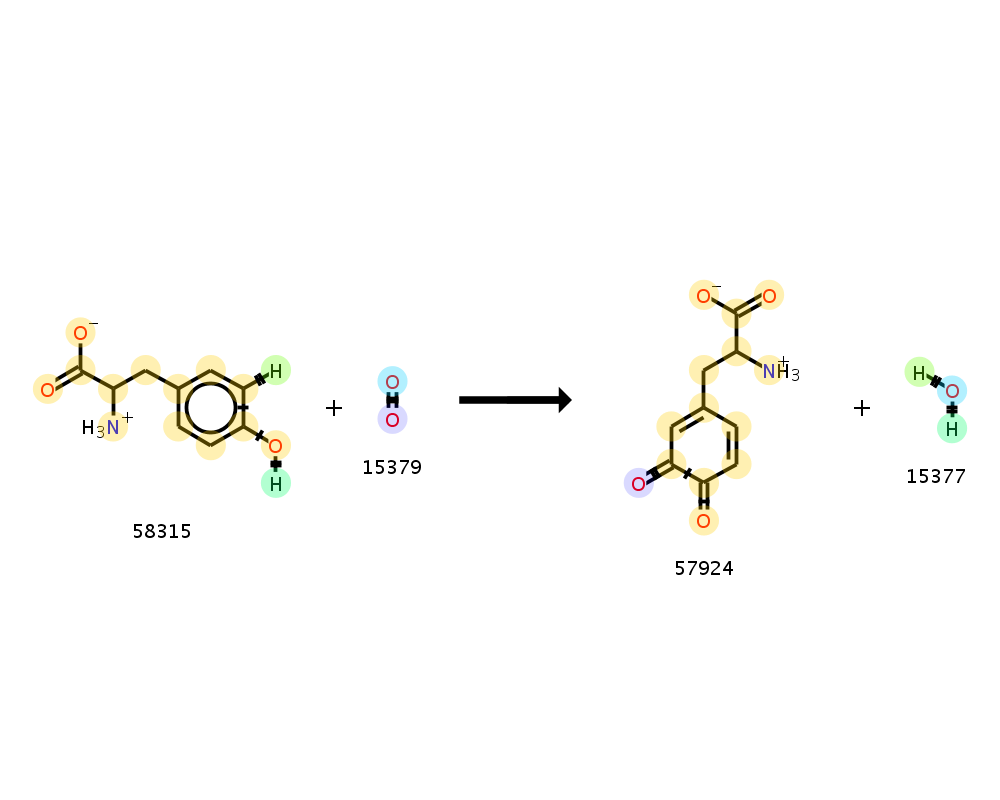 O− O H3N+ H O H
58315
+
O O
15379
O− O NH3+ O O
57924
+
H O H
15377